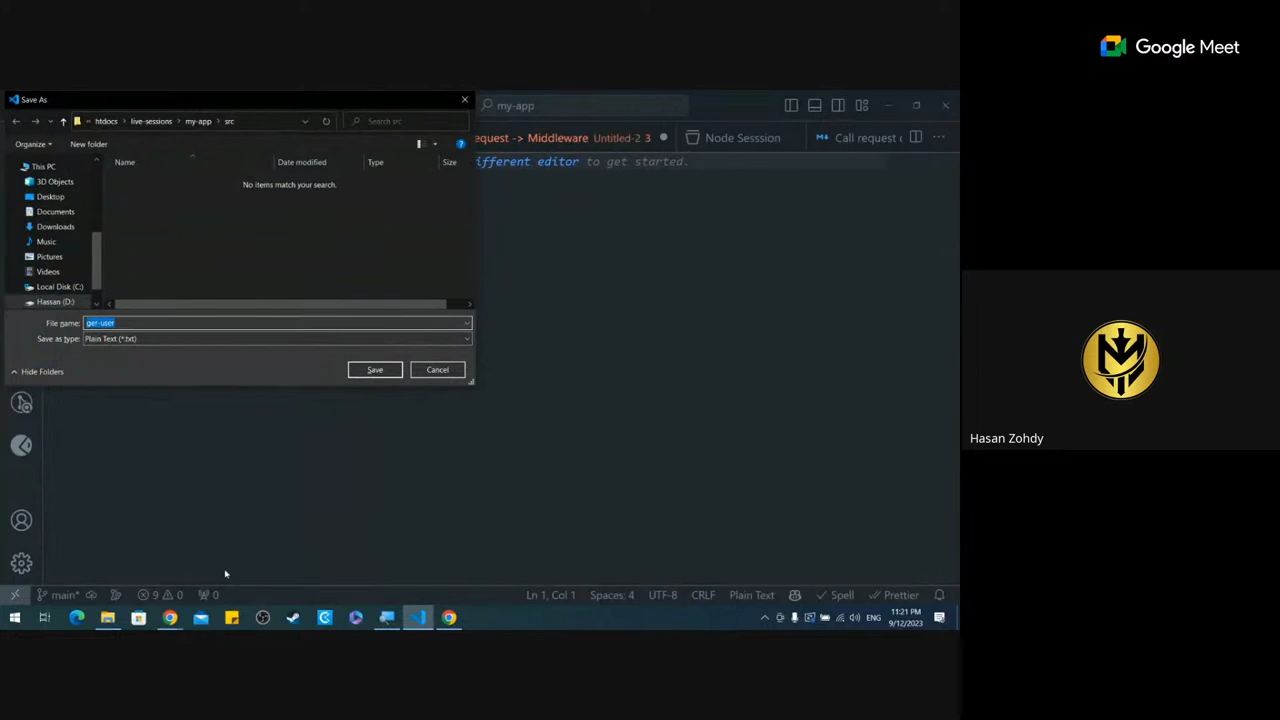 Google Meet
Save As
my-app
htdocs
live-sessions
my-app
src
Search src
equest -> Middleware Untitled-2 3
Node Sesssion
Call request c
Organize
New folder
ifferent editor to get started.
Name
Date modified
Type
Size
This PC
3D Objects
Desktop
Documents
Downloads
Music
Pictures
Videos
Local Disk (C:)
Hassan (D:)
No items match your search.
File name:
ger-user
Save as type:
Plain Text (*.txt)
Hide Folders
Save
Cancel
Hasan Zohdy
main*
9
0
0
Ln 1, Col 1
Spaces: 4
UTF-8
CRLF
Plain Text
Spell
Prettier
ENG
11:21 PM
9/12/2023